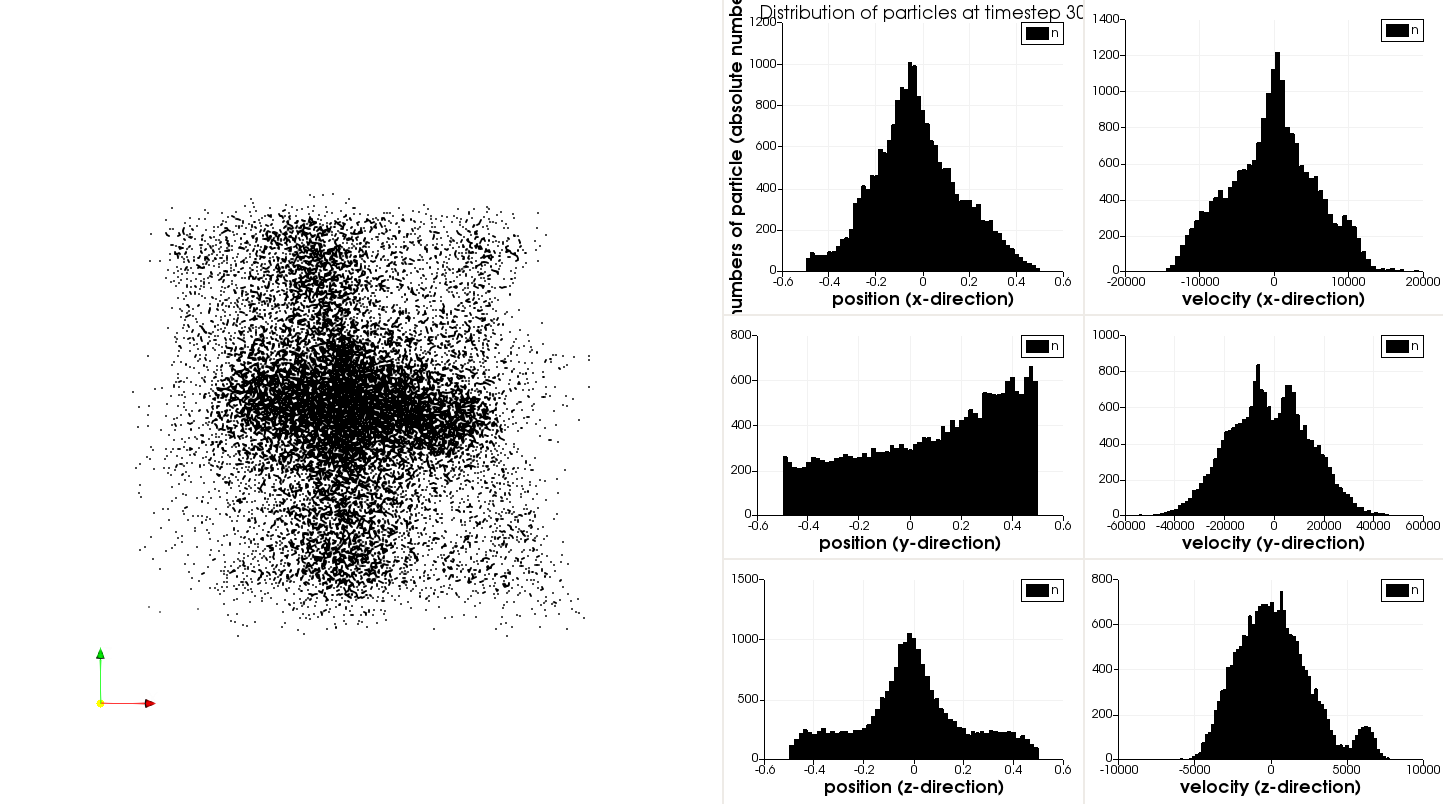 Distribution of particles at timestep 30
numbers of particle (absolute numbe
1200
1000
800
600
400
200
0
-0.6 -0.4 -0.2 0 0.2 0.4 0.6
position (x-direction)
n
1400
1200
1000
800
600
400
200
0
-20000 -10000 0 10000 20000
velocity (x-direction)
n
800
600
400
200
0
-0.6 -0.4 -0.2 0 0.2 0.4 0.6
position (y-direction)
n
1000
800
600
400
200
0
-60000 -40000 -20000 0 20000 40000 60000
velocity (y-direction)
n
1500
1000
500
0
-0.6 -0.4 -0.2 0 0.2 0.4 0.6
position (z-direction)
n
800
600
400
200
0
-10000 -5000 0 5000 10000
velocity (z-direction)
n